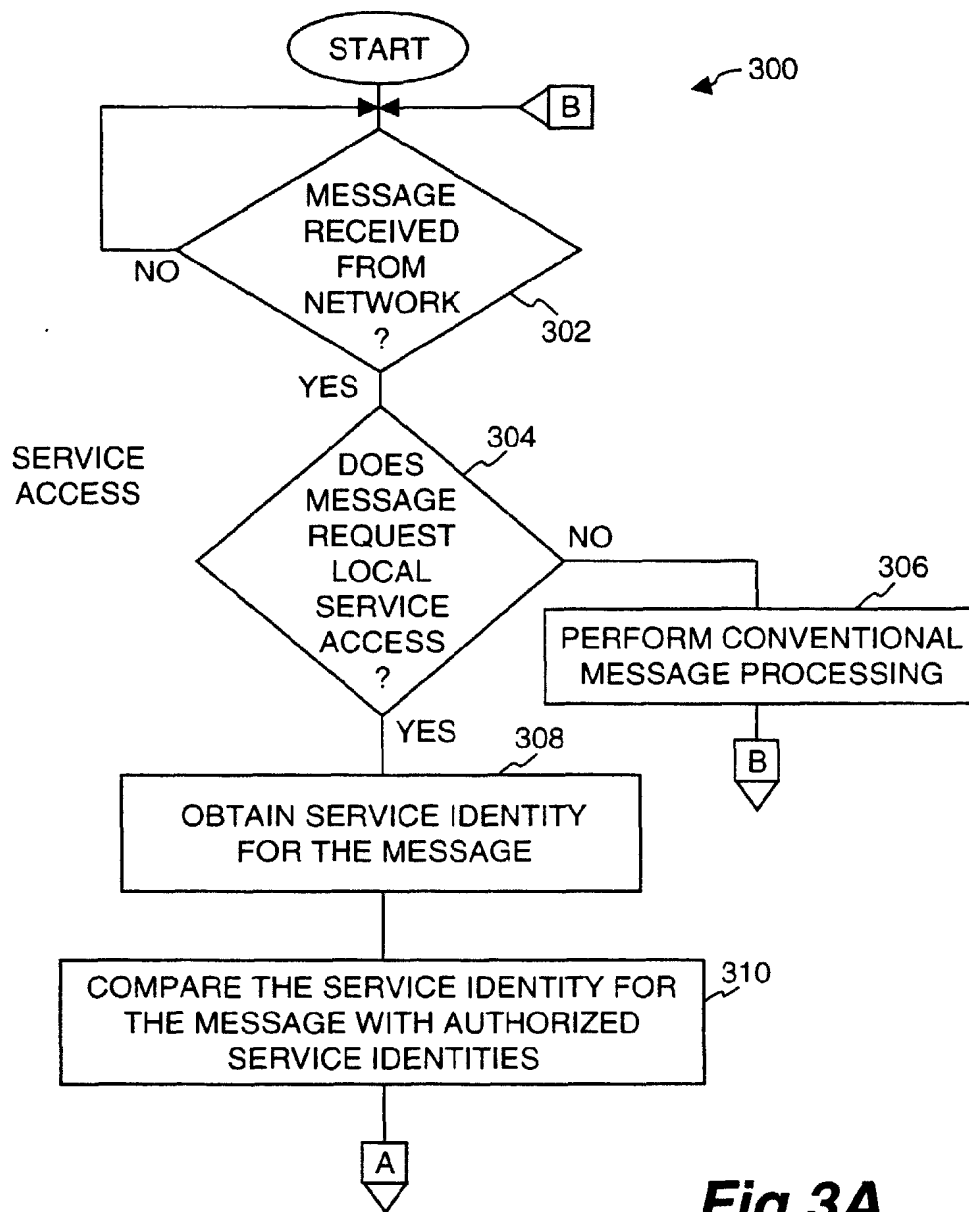 START
300
B
MESSAGE
RECEIVED
FROM
NETWORK
?
NO
302
YES
SERVICE
ACCESS
304
DOES
MESSAGE
REQUEST
LOCAL
SERVICE
ACCESS
?
NO
306
PERFORM CONVENTIONAL
MESSAGE PROCESSING
B
YES
308
OBTAIN SERVICE IDENTITY
FOR THE MESSAGE
310
COMPARE THE SERVICE IDENTITY FOR
THE MESSAGE WITH AUTHORIZED
SERVICE IDENTITIES
A
Fig 3A